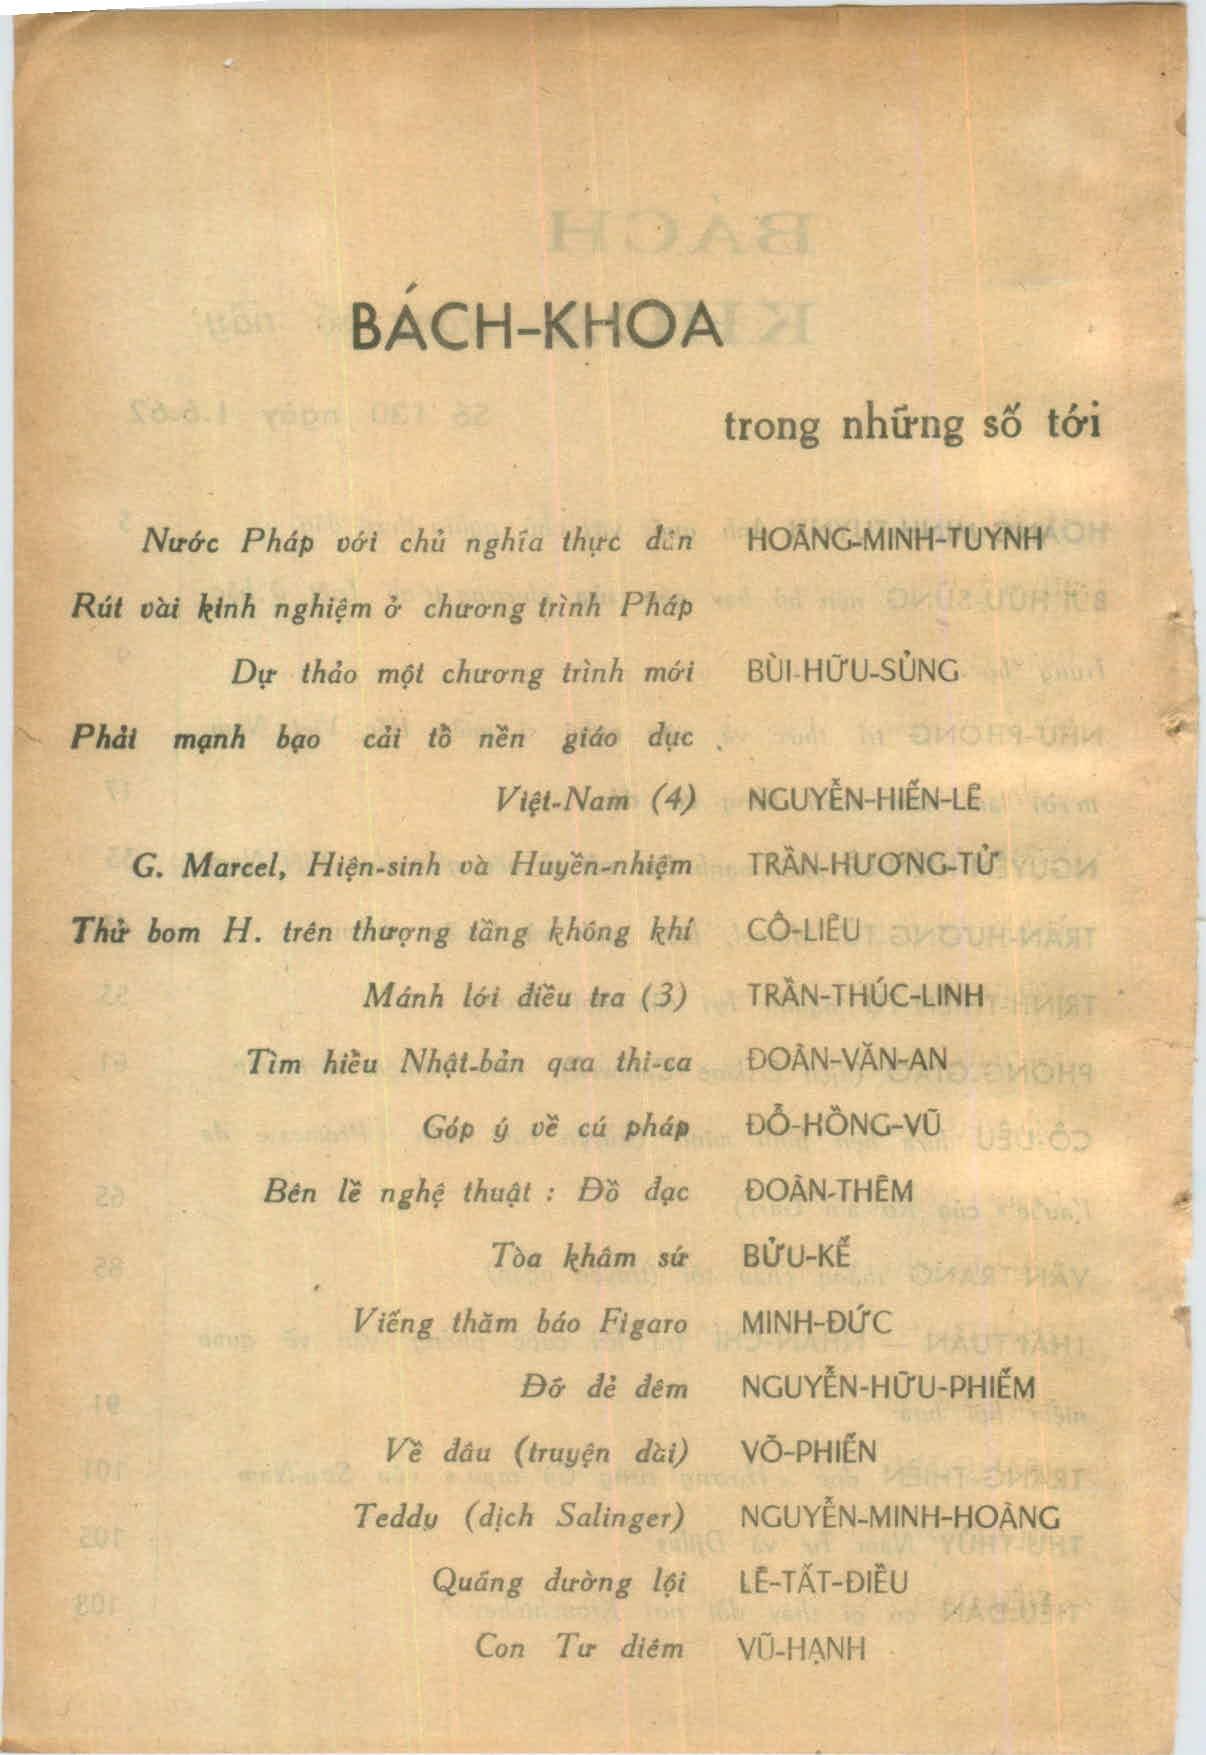 BÁCH-KHOA
trong những số tới
Nước Pháp với chủ nghĩa thực dân HOÀNG-MINH-TUYNH
Rút vài kinh nghiệm ở chương trình Pháp
Dự thảo một chương trình mới BÙI-HỮU-SỦNG
Phải mạnh bạo cải tổ nền giáo dục
Việt-Nam (4) NGUYỄN-HIẾN-LÊ
G. Marcel, Hiện-sinh và Huyền-nhiệm TRẦN-HƯƠNG-TỬ
Thử bom H. trên thượng tầng không khí CÔ-LIÊU
Mánh lới điều tra (3) TRẦN-THÚC-LINH
Tìm hiểu Nhật-bản qua thi-ca ĐOÀN-VĂN-AN
Góp ý về cú pháp ĐỖ-HỒNG-VŨ
Bên lề nghệ thuật : Đồ đạc ĐOÀN-THÊM
Tòa khâm sứ BỬU-KẾ
Viếng thăm báo Figaro MINH-ĐỨC
Đỡ đẻ đêm NGUYỄN-HỮU-PHIẾM
Về đâu (truyện dài) VÕ-PHIẾN
Teddy (dịch Salinger) NGUYỄN-MINH-HOÀNG
Quãng đường lội LÊ-TẤT-ĐIỀU
Con Tư diêm VŨ-HẠNH